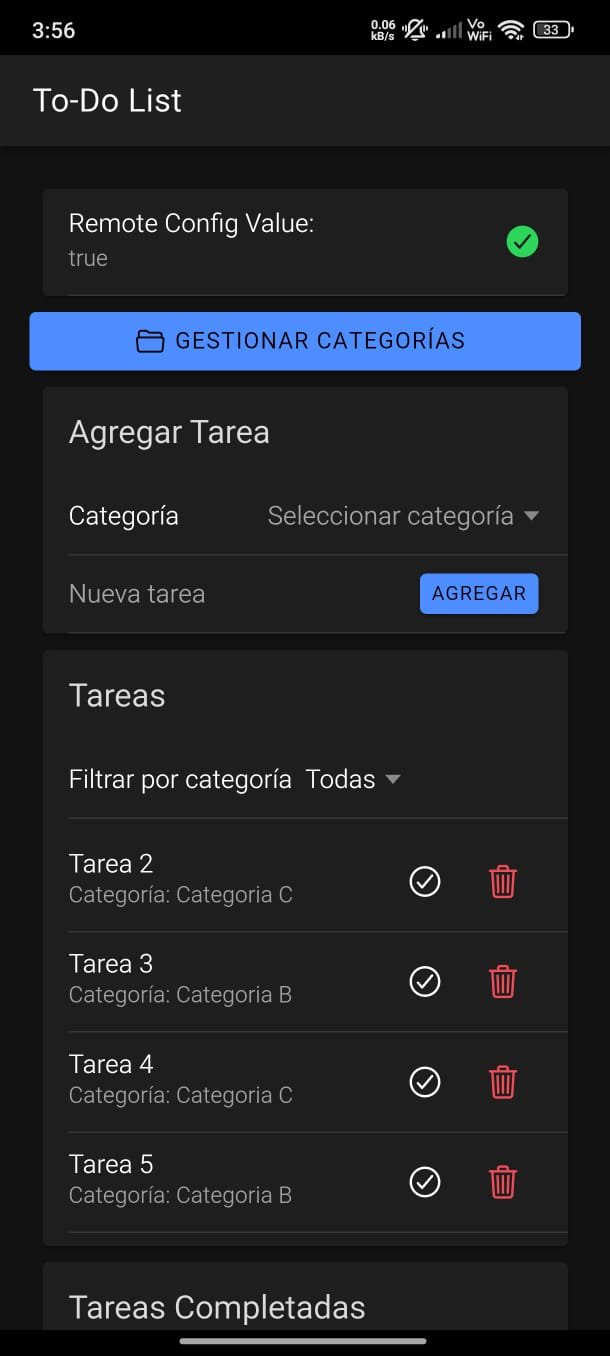 3:56
0.06
kB/s
Vo
WiFi
33
To-Do List
Remote Config Value:
true
GESTIONAR CATEGORÍAS
Agregar Tarea
Categoría Seleccionar categoría
Nueva tarea AGREGAR
Tareas
Filtrar por categoría Todas
Tarea 2
Categoría: Categoria C
Tarea 3
Categoría: Categoria B
Tarea 4
Categoría: Categoria C
Tarea 5
Categoría: Categoria B
Tareas Completadas